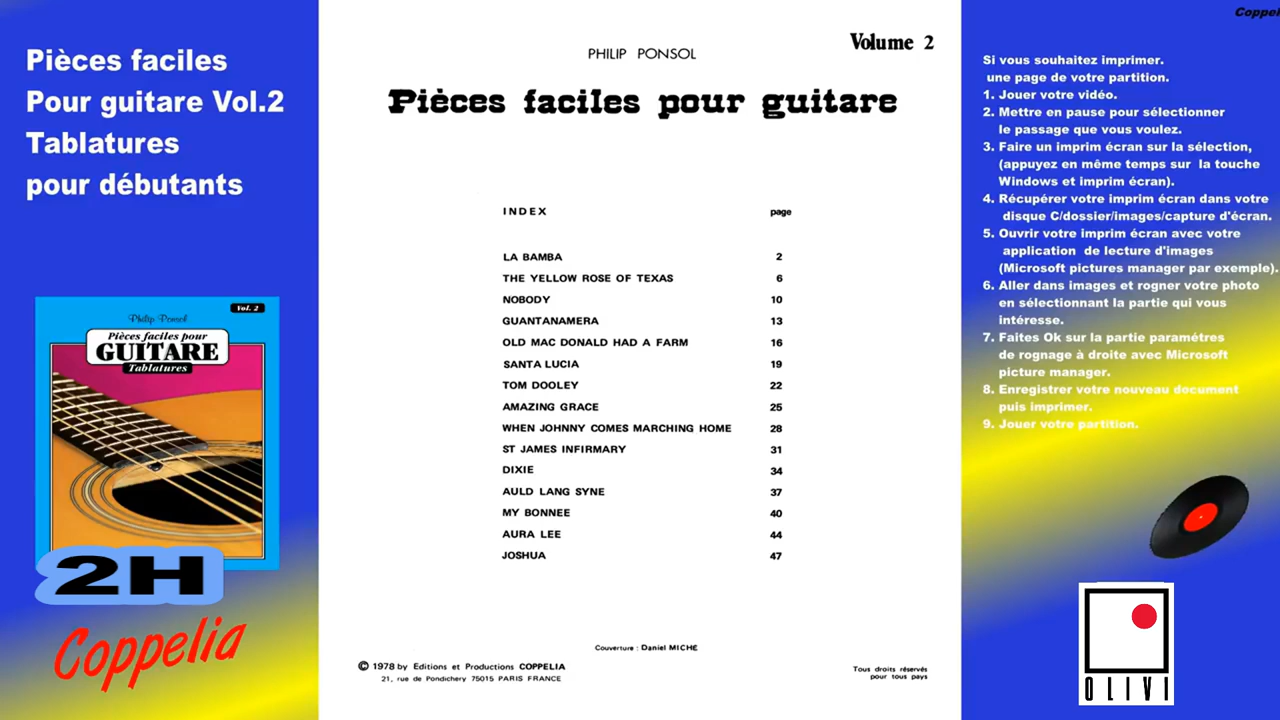 Pièces faciles
Pour guitare Vol.2
Tablatures
pour débutants
Vol. 2
Philip Ponsol
Pièces faciles pour
GUITARE
Tablatures
2H
Coppelia
PHILIP PONSOL
Volume 2
Pièces faciles pour guitare
INDEX page
LA BAMBA 2
THE YELLOW ROSE OF TEXAS 6
NOBODY 10
GUANTANAMERA 13
OLD MAC DONALD HAD A FARM 16
SANTA LUCIA 19
TOM DOOLEY 22
AMAZING GRACE 25
WHEN JOHNNY COMES MARCHING HOME 28
ST JAMES INFIRMARY 31
DIXIE 34
AULD LANG SYNE 37
MY BONNEE 40
AURA LEE 44
JOSHUA 47
Couverture : Daniel MICHÉ
© 1978 by Editions et Productions COPPELIA
21, rue de Pondichery 75015 PARIS FRANCE
Tous droits réservés
pour tous pays
Si vous souhaitez imprimer.
une page de votre partition.
1. Jouer votre vidéo.
2. Mettre en pause pour sélectionner
le passage que vous voulez.
3. Faire un imprim écran sur la sélection,
(appuyez en même temps sur la touche
Windows et imprim écran).
4. Récupérer votre imprim écran dans votre
disque C/dossier/images/capture d'écran.
5. Ouvrir votre imprim écran avec votre
application de lecture d'images
(Microsoft pictures manager par exemple).
6. Aller dans images et rogner votre photo
en sélectionnant la partie qui vous
intéresse.
7. Faites Ok sur la partie paramétres
de rognage à droite avec Microsoft
picture manager.
8. Enregistrer votre nouveau document
puis imprimer.
9. Jouer votre partition.
OLIVI